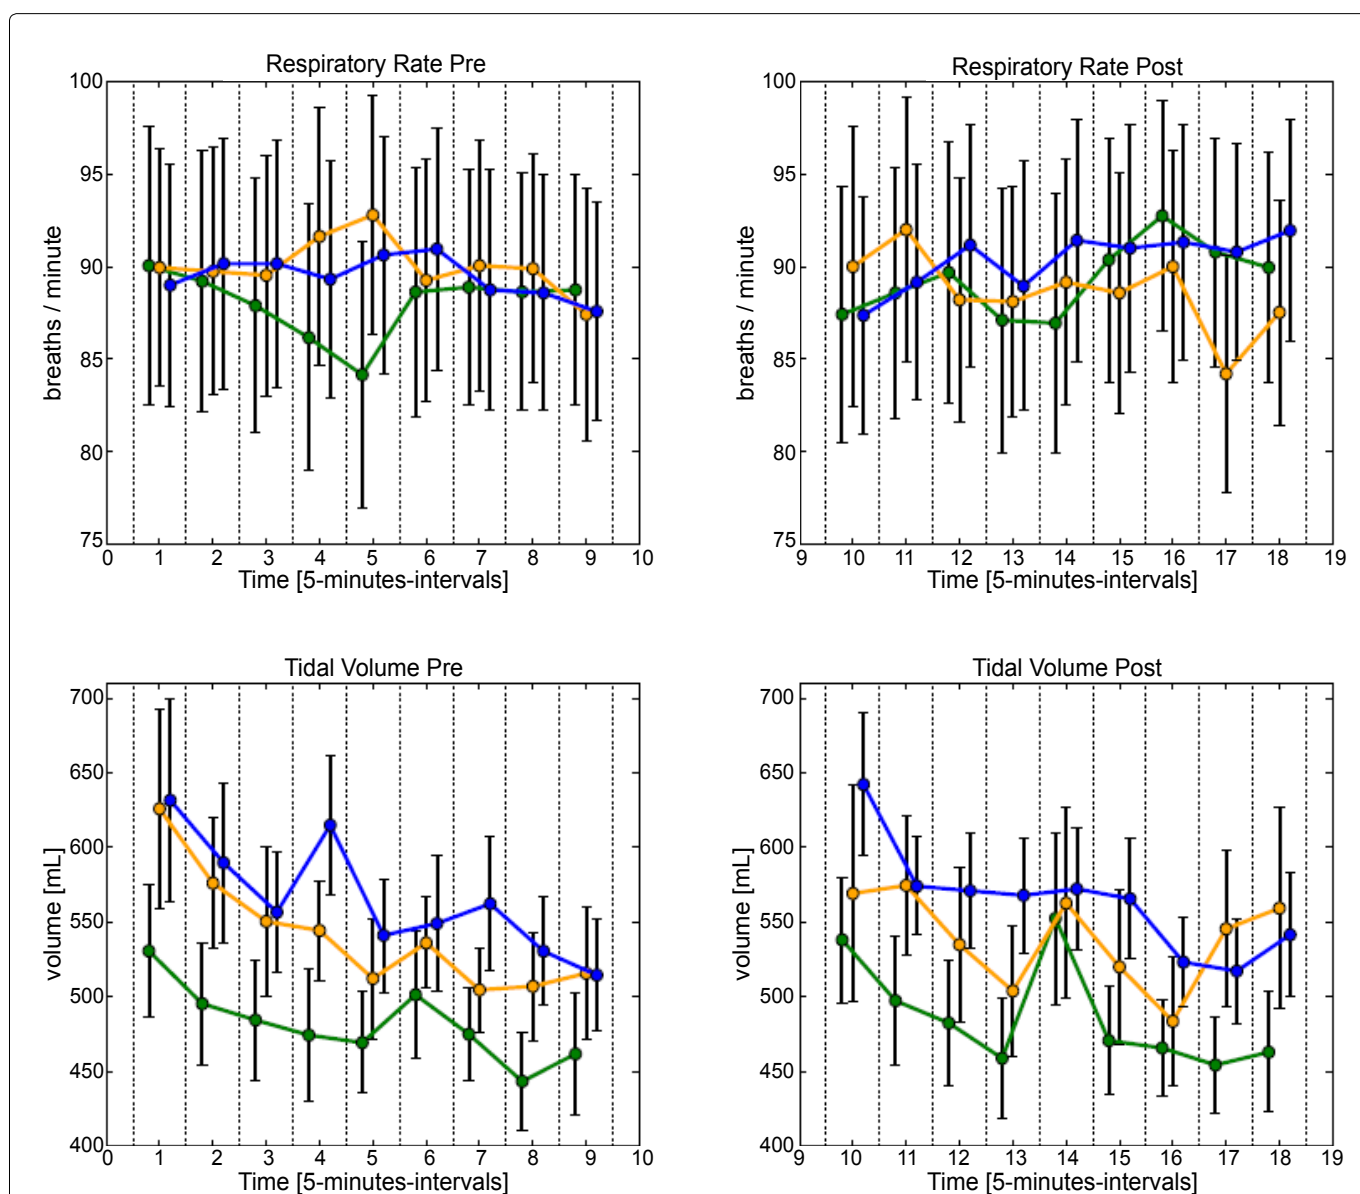 Respiratory Rate Pre
100
95
90
85
80
75
breaths / minute
0 1 2 3 4 5 6 7 8 9 10
Time [5-minutes-intervals]
Respiratory Rate Post
100
95
90
85
80
75
breaths / minute
9 10 11 12 13 14 15 16 17 18 19
Time [5-minutes-intervals]
Tidal Volume Pre
700
650
600
550
500
450
400
volume [mL]
0 1 2 3 4 5 6 7 8 9 10
Time [5-minutes-intervals]
Tidal Volume Post
700
650
600
550
500
450
400
volume [mL]
9 10 11 12 13 14 15 16 17 18 19
Time [5-minutes-intervals]